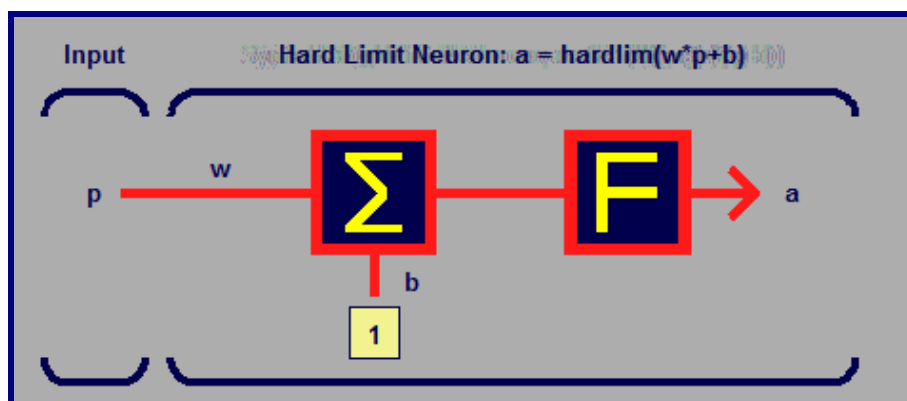 Input
Hard Limit Neuron: a = hardlim(w*p+b)
w
p
Σ
F
a
b
1